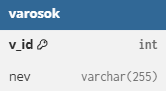 varosok
v_id int
nev varchar(255)